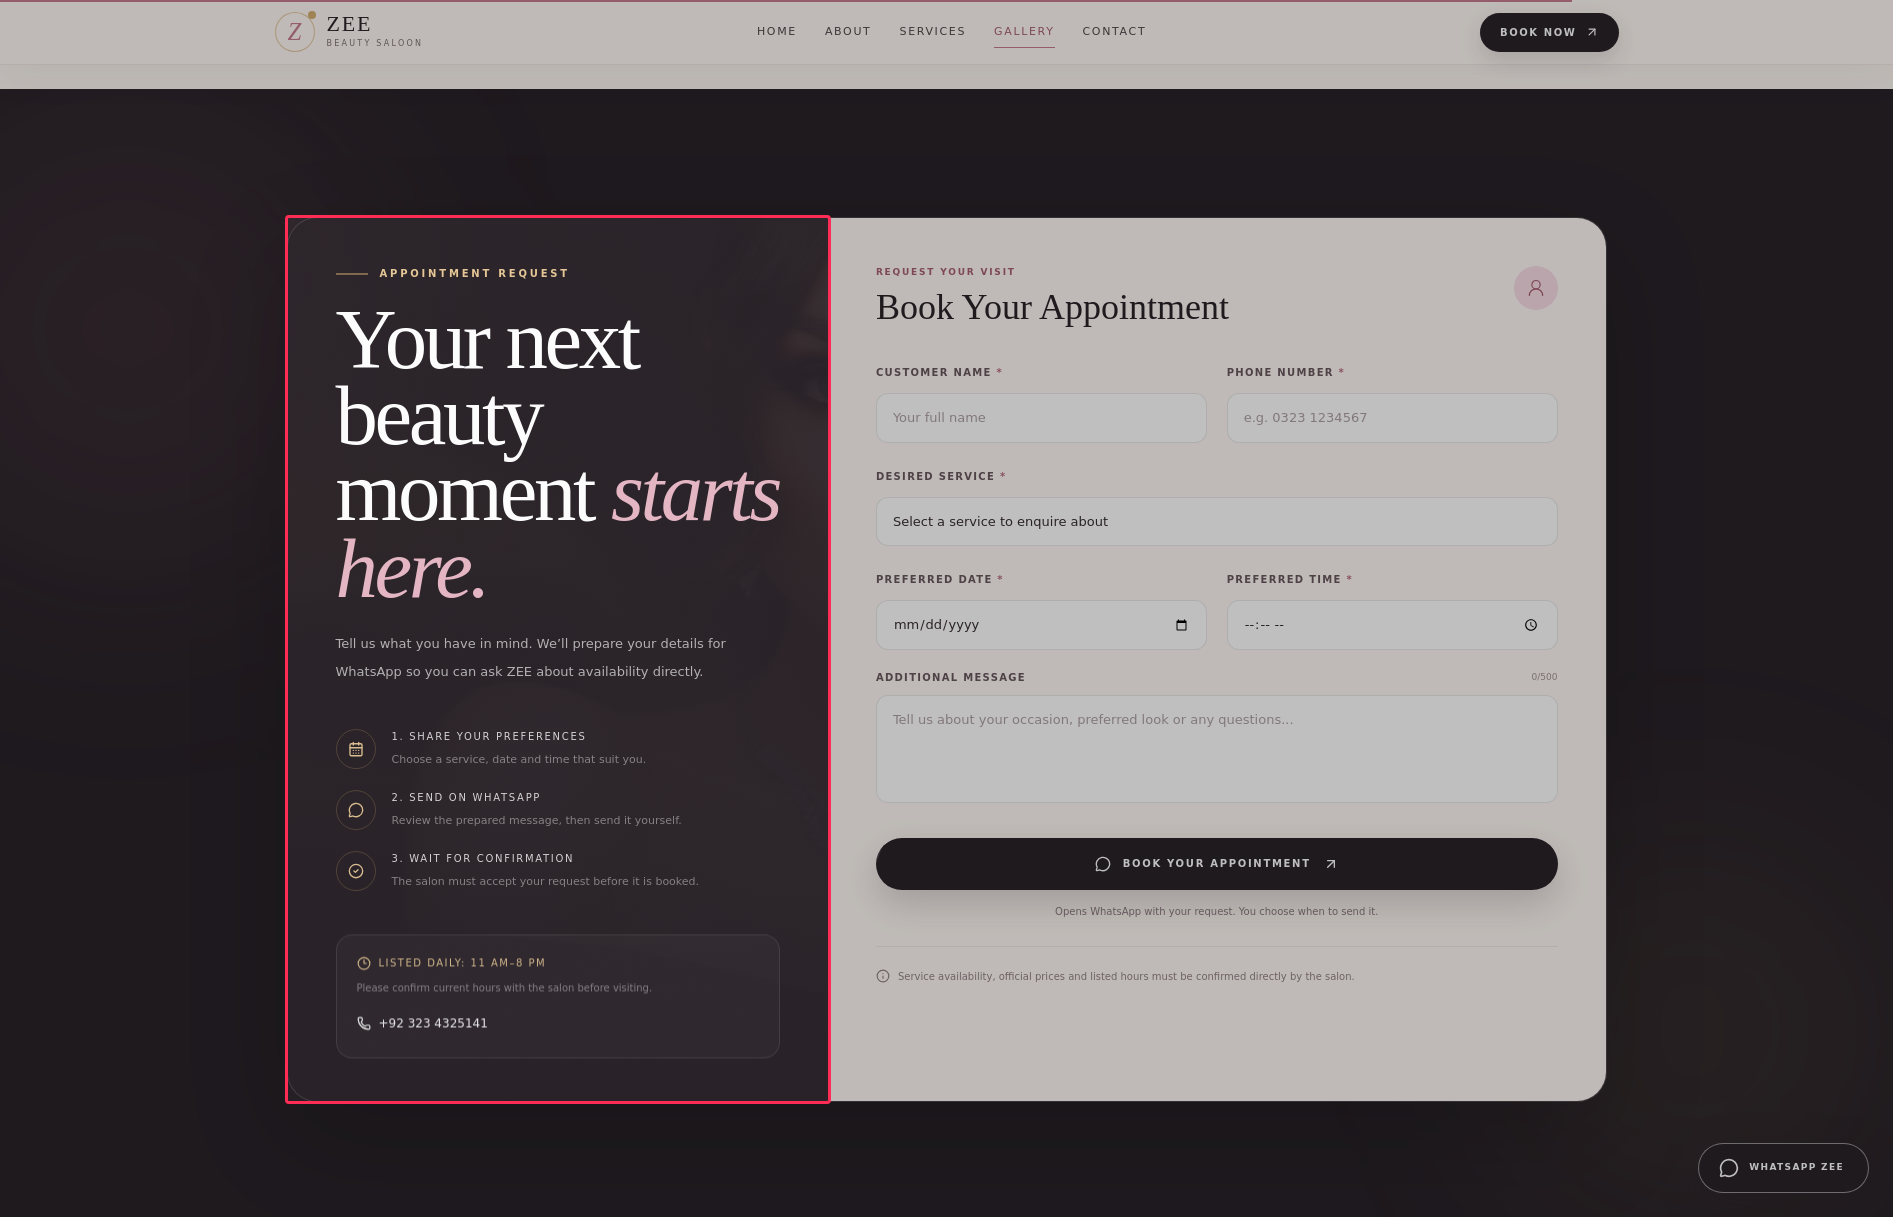 Z
ZEE
BEAUTY SALOON
HOME
ABOUT
SERVICES
GALLERY
CONTACT
BOOK NOW
APPOINTMENT REQUEST
Your next
beauty
moment starts
here.
Tell us what you have in mind. We’ll prepare your details for
WhatsApp so you can ask ZEE about availability directly.
1. SHARE YOUR PREFERENCES
Choose a service, date and time that suit you.
2. SEND ON WHATSAPP
Review the prepared message, then send it yourself.
3. WAIT FOR CONFIRMATION
The salon must accept your request before it is booked.
LISTED DAILY: 11 AM–8 PM
Please confirm current hours with the salon before visiting.
+92 323 4325141
REQUEST YOUR VISIT
Book Your Appointment
CUSTOMER NAME *
PHONE NUMBER *
Your full name
e.g. 0323 1234567
DESIRED SERVICE *
Select a service to enquire about
PREFERRED DATE *
PREFERRED TIME *
mm/dd/yyyy
--:-- --
ADDITIONAL MESSAGE
0/500
Tell us about your occasion, preferred look or any questions...
BOOK YOUR APPOINTMENT
Opens WhatsApp with your request. You choose when to send it.
Service availability, official prices and listed hours must be confirmed directly by the salon.
WHATSAPP ZEE